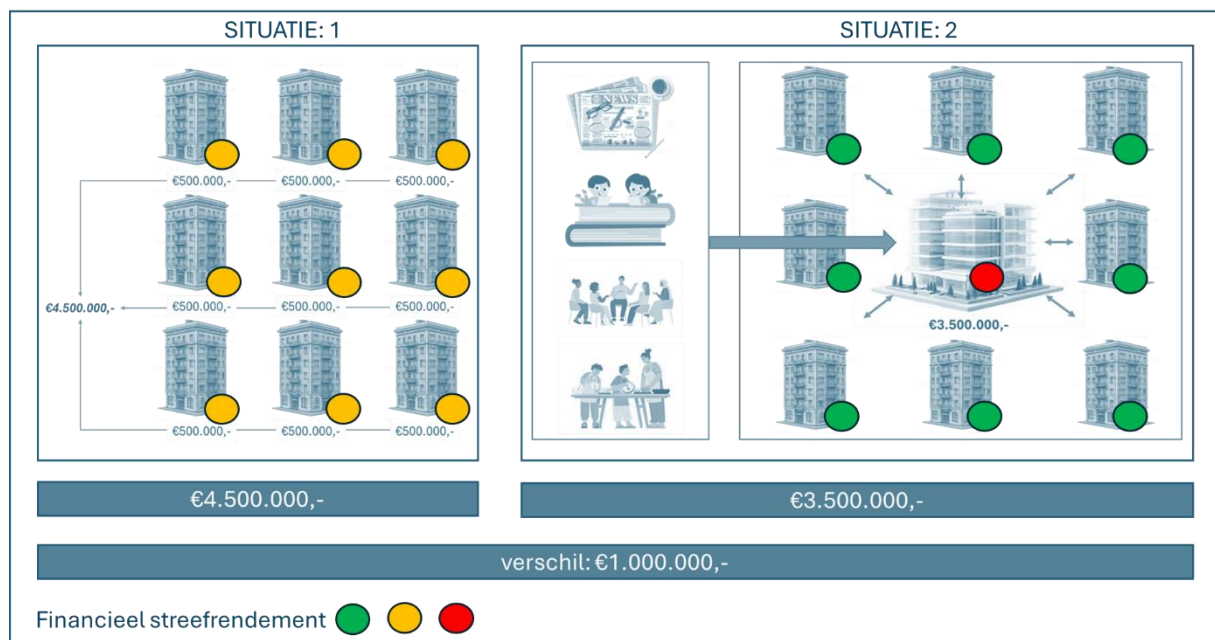 SITUATIE: 1
€500.000,- €500.000,- €500.000,-
€500.000,- €500.000,- €500.000,-
€4.500.000,-
€500.000,- €500.000,- €500.000,-
€4.500.000,-
SITUATIE: 2
NEWS
€3.500.000,-
€3.500.000,-
verschil: €1.000.000,-
Financieel streefrendement